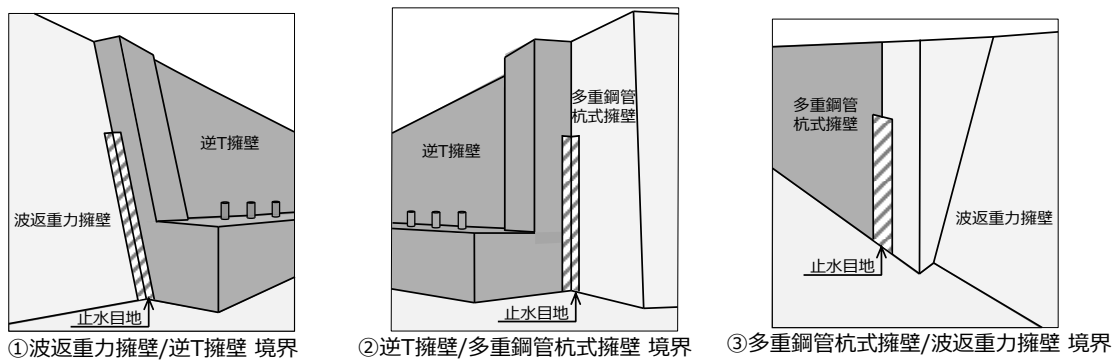 逆T擁壁
波返重力擁壁
止水目地
①波返重力擁壁/逆T擁壁 境界
多重鋼管
杭式擁壁
逆T擁壁
止水目地
②逆T擁壁/多重鋼管杭式擁壁 境界
多重鋼管
杭式擁壁
波返重力擁壁
止水目地
③多重鋼管杭式擁壁/波返重力擁壁 境界